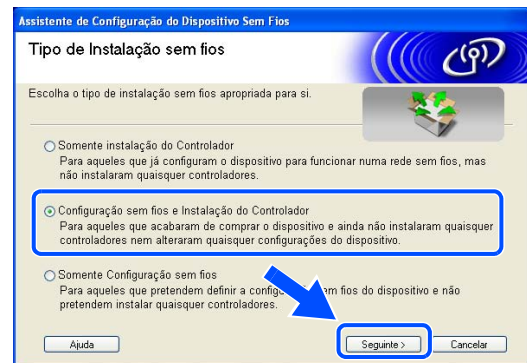 Assistente de Configuração do Dispositivo Sem Fios
Tipo de Instalação sem fios
Escolha o tipo de instalação sem fios apropriada para si.
Somente instalação do Controlador
Para aqueles que já configuram o dispositivo para funcionar numa rede sem fios, mas
não instalaram quaisquer controladores.
Configuração sem fios e Instalação do Controlador
Para aqueles que acabaram de comprar o dispositivo e ainda não instalaram quaisquer
controladores nem alteraram quaisquer configurações do dispositivo.
Somente Configuração sem fios
Para aqueles que pretendem definir a fios do dispositivo e não
pretendem instalar quaisquer controladores.
Ajuda
Seguinte >
Cancelar